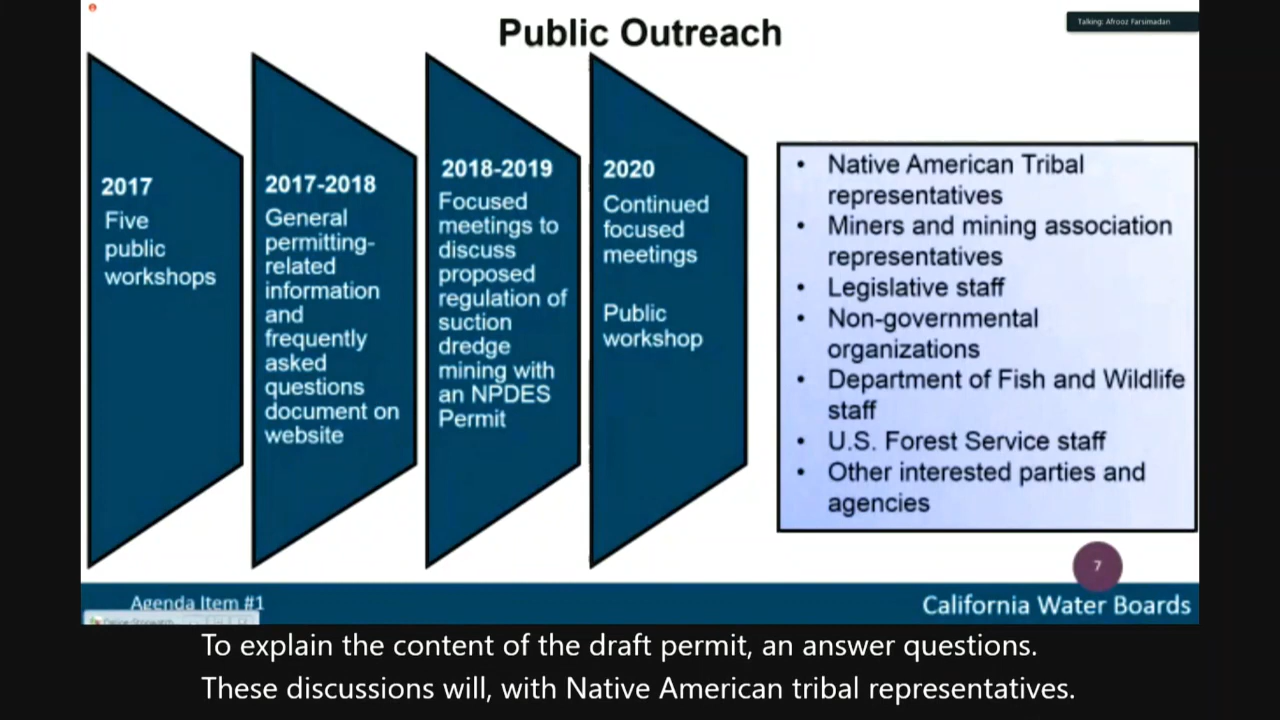 Public Outreach
Talking: Afrooz Farsimadan
2017
Five
public
workshops
2017-2018
General
permitting-
related
information
and
frequently
asked
questions
document on
website
2018-2019
Focused
meetings to
discuss
proposed
regulation of
suction
dredge
mining with
an NPDES
Permit
2020
Continued
focused
meetings
Public
workshop
• Native American Tribal
representatives
• Miners and mining association
representatives
• Legislative staff
• Non-governmental
organizations
• Department of Fish and Wildlife
staff
• U.S. Forest Service staff
• Other interested parties and
agencies
7
Agenda Item #1
California Water Boards
To explain the content of the draft permit, an answer questions.
These discussions will, with Native American tribal representatives.